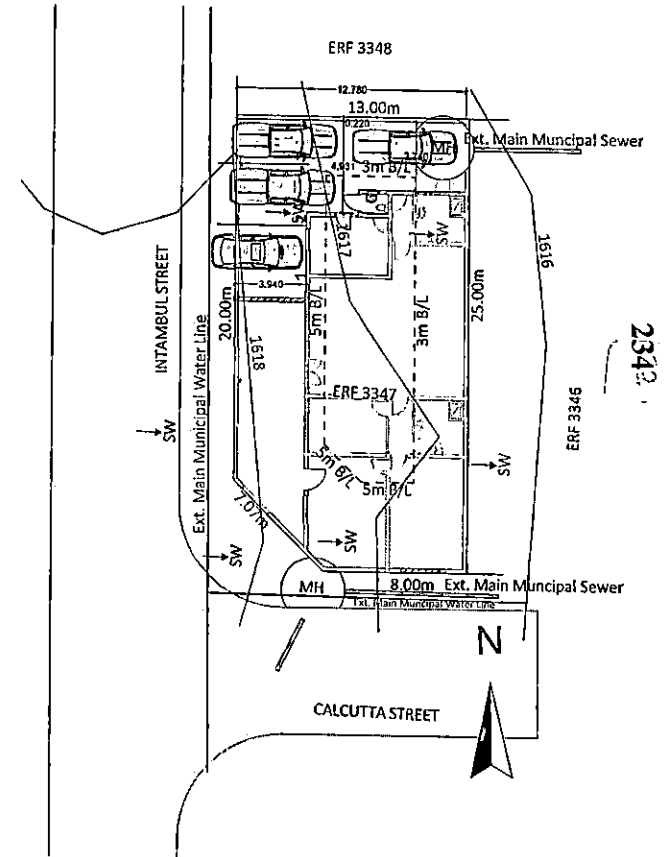 ERF 3348
12.780
13.00m
0.220
Ext. Main Muncipal Sewer
4.931
3m B/L
SW
SW
1617
1616
INTAMBUL STREET
3.940
20.00m
5m B/L
3m B/L
25.00m
1618
2342
ERF 3347
ERF 3346
Ext. Main Municipal Water Line
SW
SW
5m B/L
5m B/L
7.07m
SW
SW
MH
8.00m Ext. Main Muncipal Sewer
Ext. Main Muncipal Water Line
N
CALCUTTA STREET